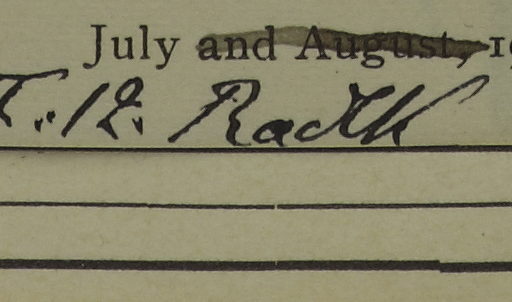 July and August, 19
T. B. Radtk